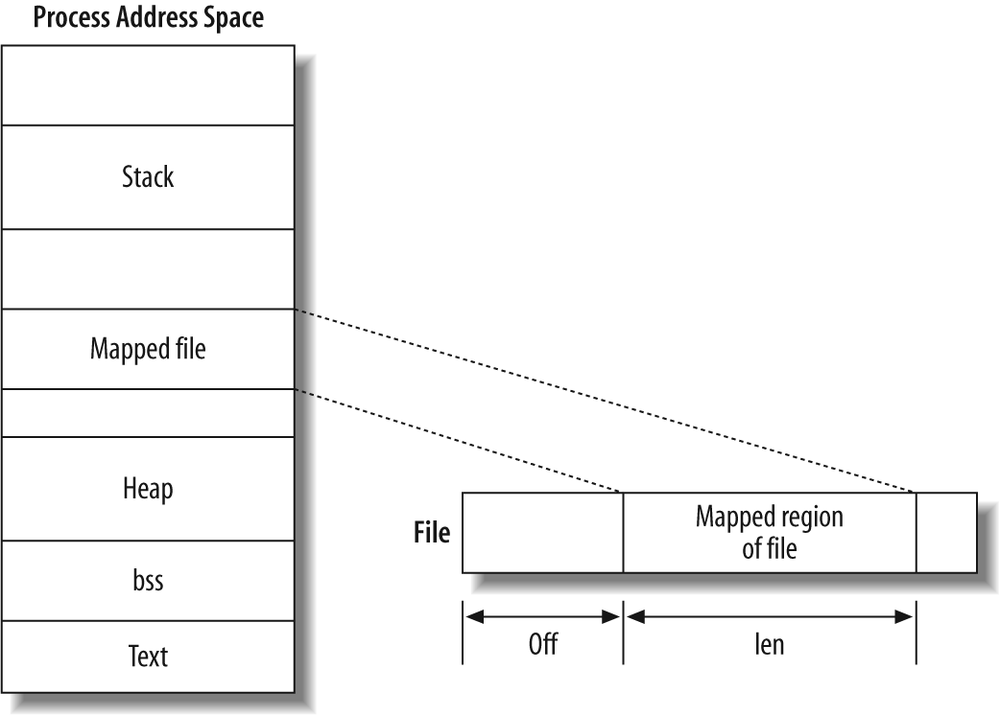 Process Address Space
Stack
Mapped file
Heap
bss
Text
File
Mapped region
of file
Off
len